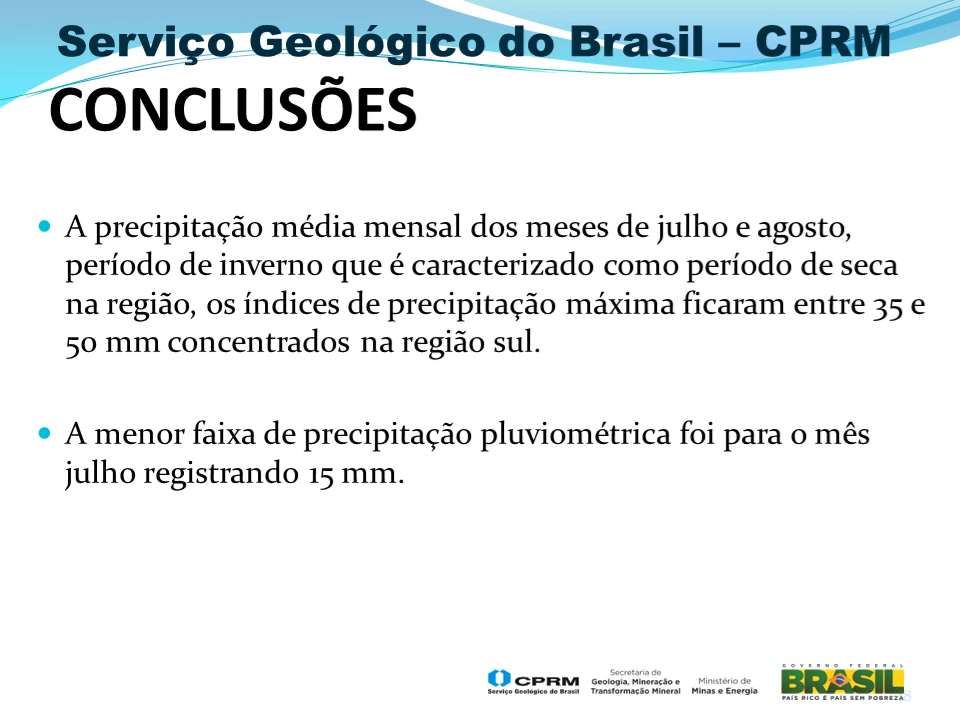 Serviço Geológico do Brasil – CPRM
CONCLUSÕES
A precipitação média mensal dos meses de julho e agosto,
período de inverno que é caracterizado como período de seca
na região, os índices de precipitação máxima ficaram entre 35 e
50 mm concentrados na região sul.
A menor faixa de precipitação pluviométrica foi para o mês
julho registrando 15 mm.
CPRM
Serviço Geológico do Brasil
Secretaria de
Geologia, Mineração e
Transformação Mineral
Ministério de
Minas e Energia
GOVERNO FEDERAL
BRASIL
PAÍS RICO É PAÍS SEM POBREZA